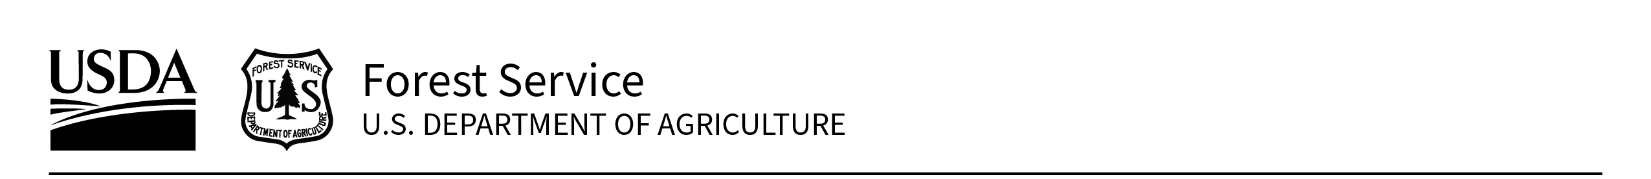 USDA
FOREST SERVICE
U S
DEPARTMENT OF AGRICULTURE
Forest Service
U.S. DEPARTMENT OF AGRICULTURE